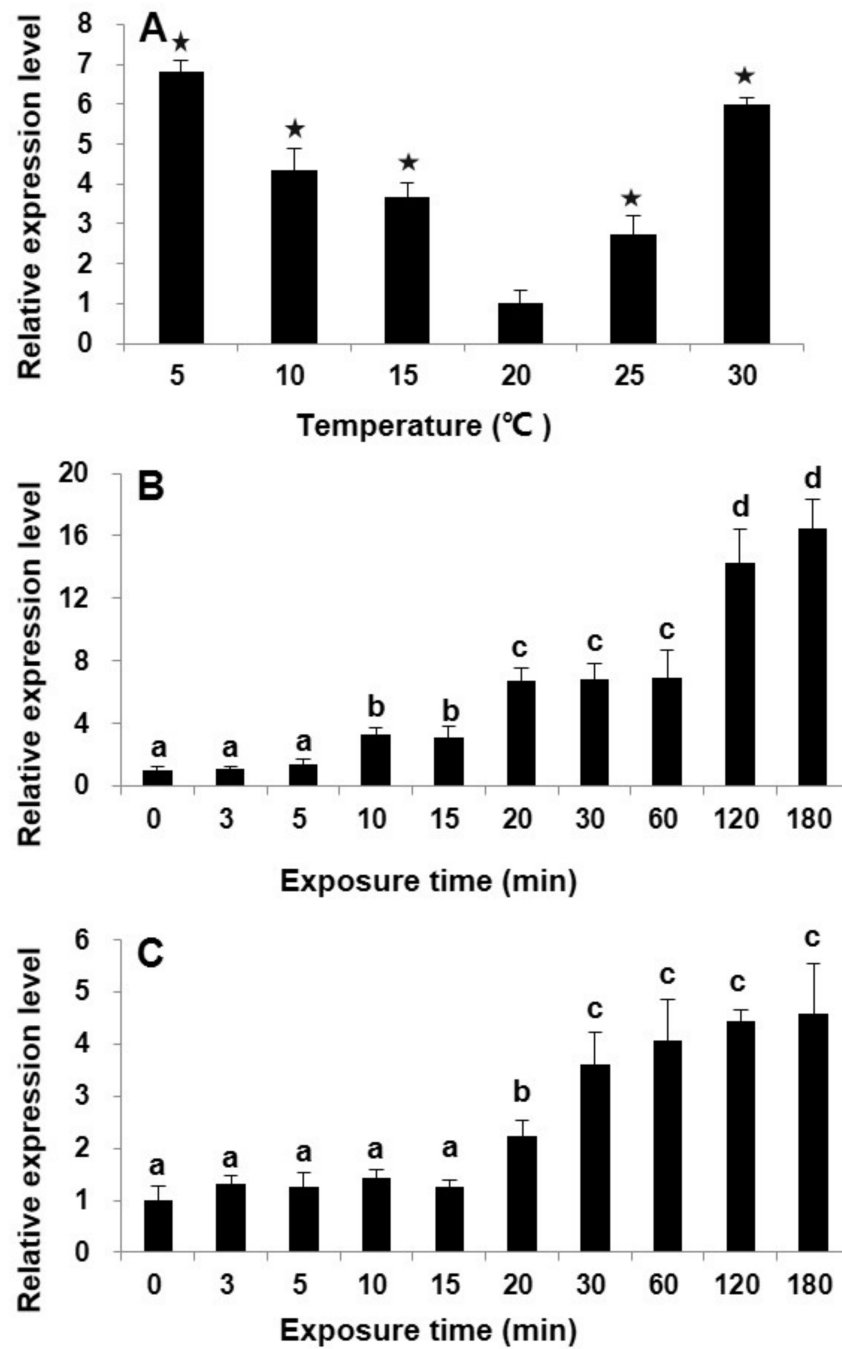 A
Relative expression level
8
7
6
5
4
3
2
1
0
★ ★ ★ ★ ★
5 10 15 20 25 30
Temperature (℃ )
B
Relative expression level
20
16
12
8
4
0
a a a b b c c c d d
0 3 5 10 15 20 30 60 120 180
Exposure time (min)
C
Relative expression level
6
5
4
3
2
1
0
a a a a a b c c c c
0 3 5 10 15 20 30 60 120 180
Exposure time (min)